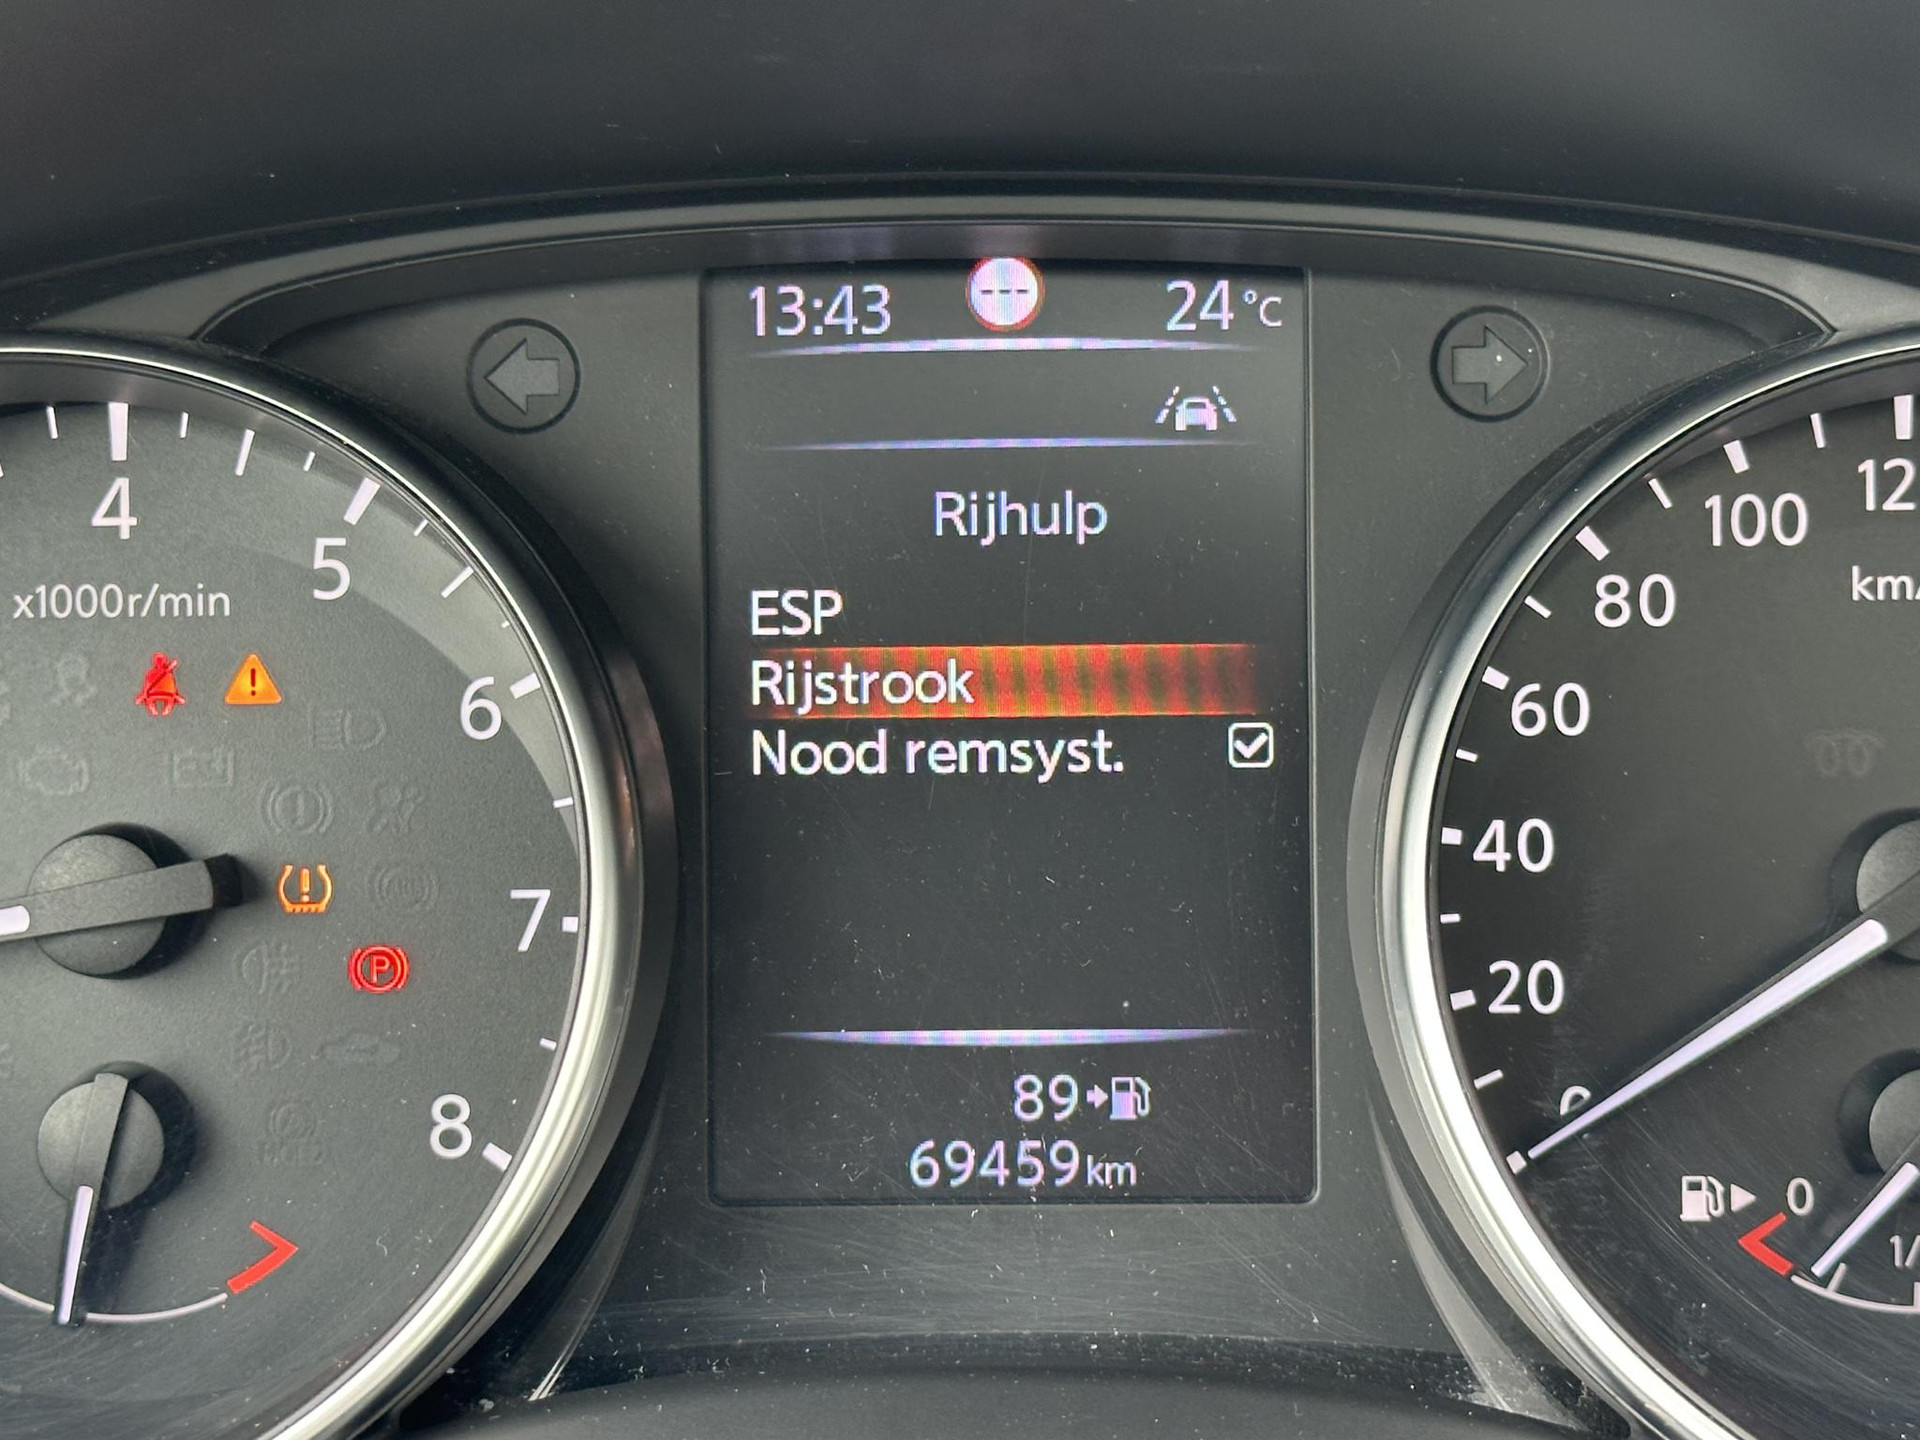 13:43 --- 24°C
Rijhulp
ESP
Rijstrook
Nood remsyst.
89
69459km
4
5
6
7
8
x1000r/min
P
0
20
40
60
80
100
km/
0